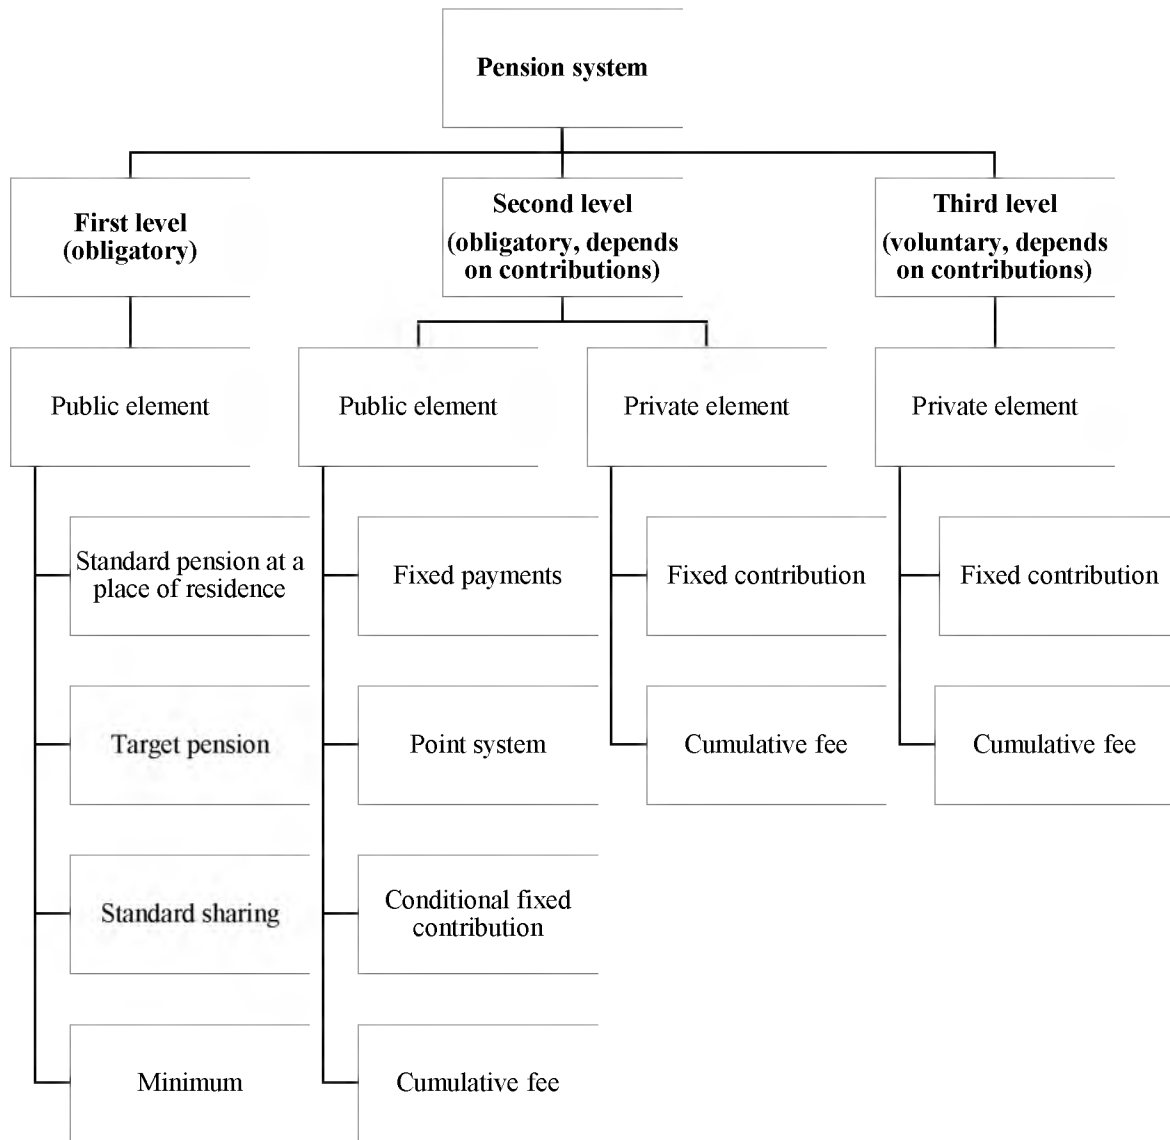 Pension system
First level
(obligatory)
Second level
(obligatory, depends
on contributions)
Third level
(voluntary, depends
on contributions)
Public element
Public element
Private element
Private element
Standard pension at a
place of residence
Fixed payments
Fixed contribution
Fixed contribution
Target pension
Point system
Cumulative fee
Cumulative fee
Standard sharing
Conditional fixed
contribution
Minimum
Cumulative fee